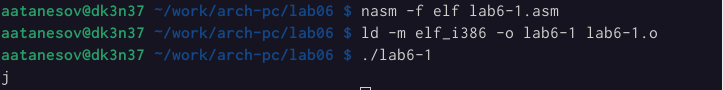 aatanesov@dk3n37 ~/work/arch-pc/lab06 $ nasm -f elf lab6-1.asm
aatanesov@dk3n37 ~/work/arch-pc/lab06 $ ld -m elf_i386 -o lab6-1 lab6-1.o
aatanesov@dk3n37 ~/work/arch-pc/lab06 $ ./lab6-1
j